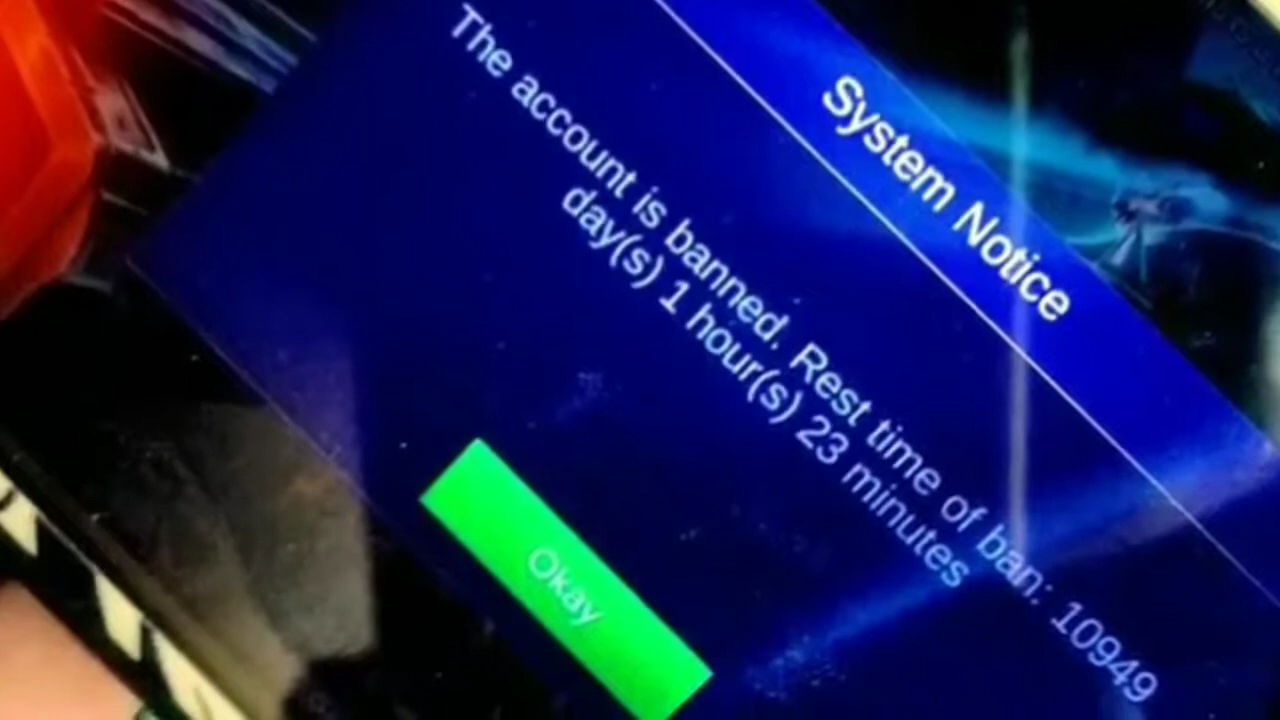 System Notice
The account is banned. Rest time of ban: 10949
day(s) 1 hour(s) 23 minutes
Okay